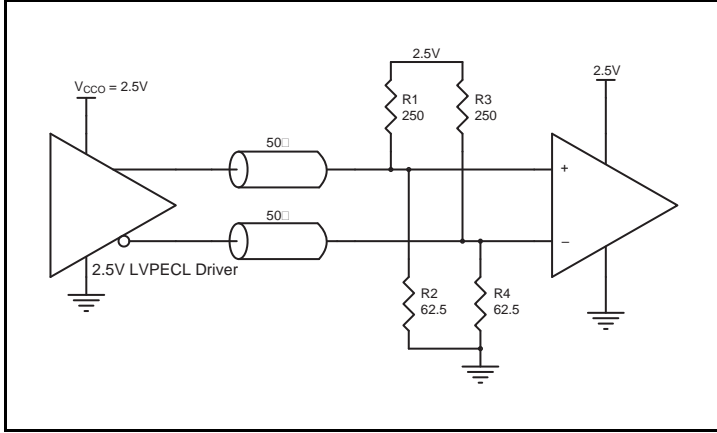 2.5V
V_CCO = 2.5V
2.5V
R1
250
R3
250
50□
+
50□
−
2.5V LVPECL Driver
R2
62.5
R4
62.5